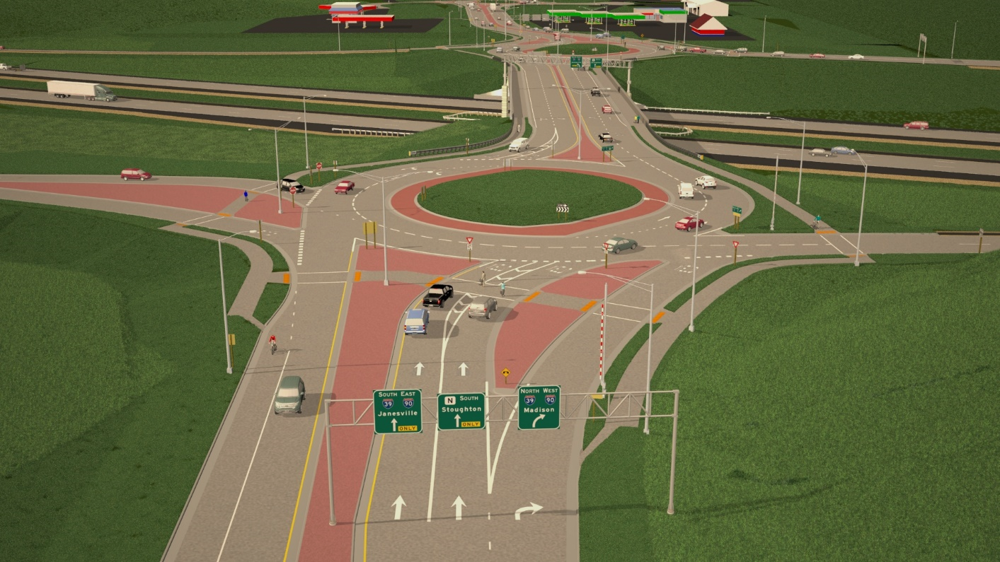 SOUTH EAST
39 90
Janesville
ONLY
N SOUTH
Stoughton
ONLY
NORTH WEST
39 90
Madison